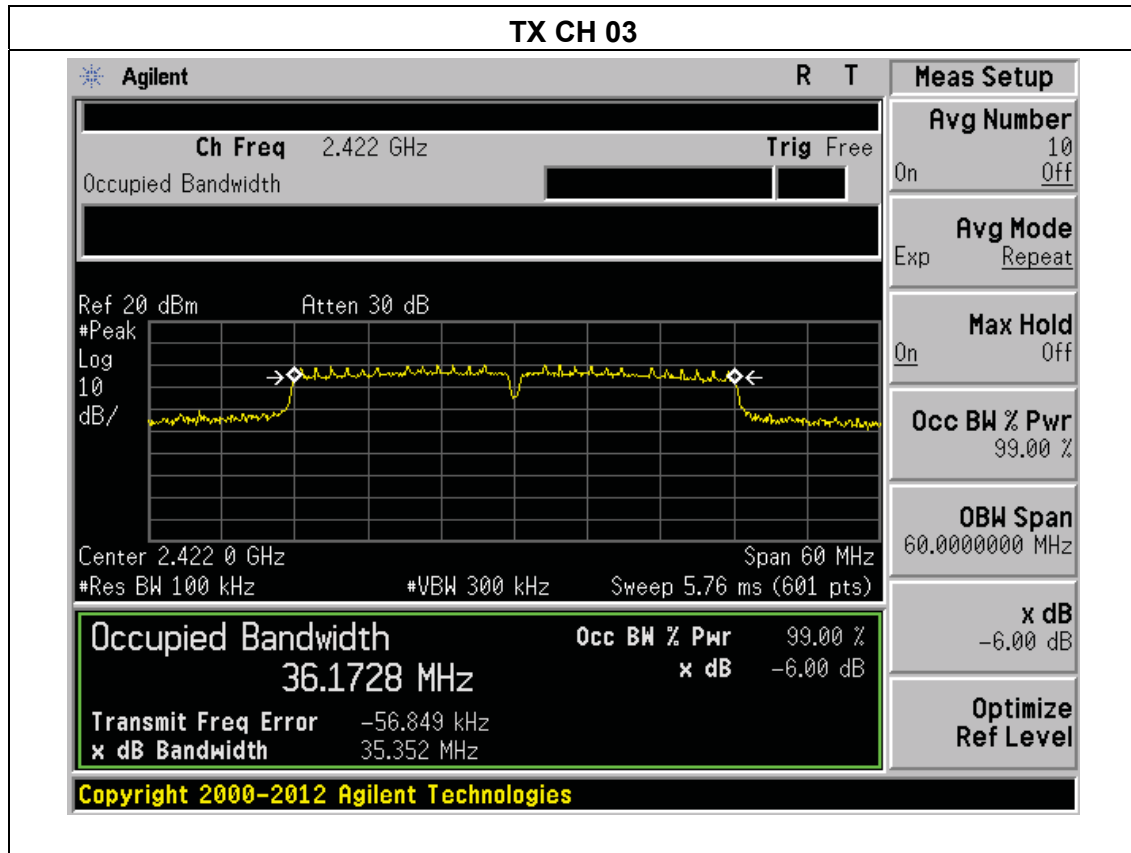 TX CH 03
Agilent R T Meas Setup
Ch Freq 2.422 GHz Trig Free
Occupied Bandwidth
Avg Number
10
On Off
Avg Mode
Exp Repeat
Ref 20 dBm Atten 30 dB
#Peak
Log
10
dB/
Max Hold
On Off
Occ BW % Pwr
99.00 %
OBW Span
60.0000000 MHz
Center 2.422 0 GHz Span 60 MHz
#Res BW 100 kHz #VBW 300 kHz Sweep 5.76 ms (601 pts)
x dB
-6.00 dB
Occupied Bandwidth Occ BW % Pwr 99.00 %
36.1728 MHz x dB -6.00 dB
Transmit Freq Error -56.849 kHz
x dB Bandwidth 35.352 MHz
Optimize
Ref Level
Copyright 2000-2012 Agilent Technologies